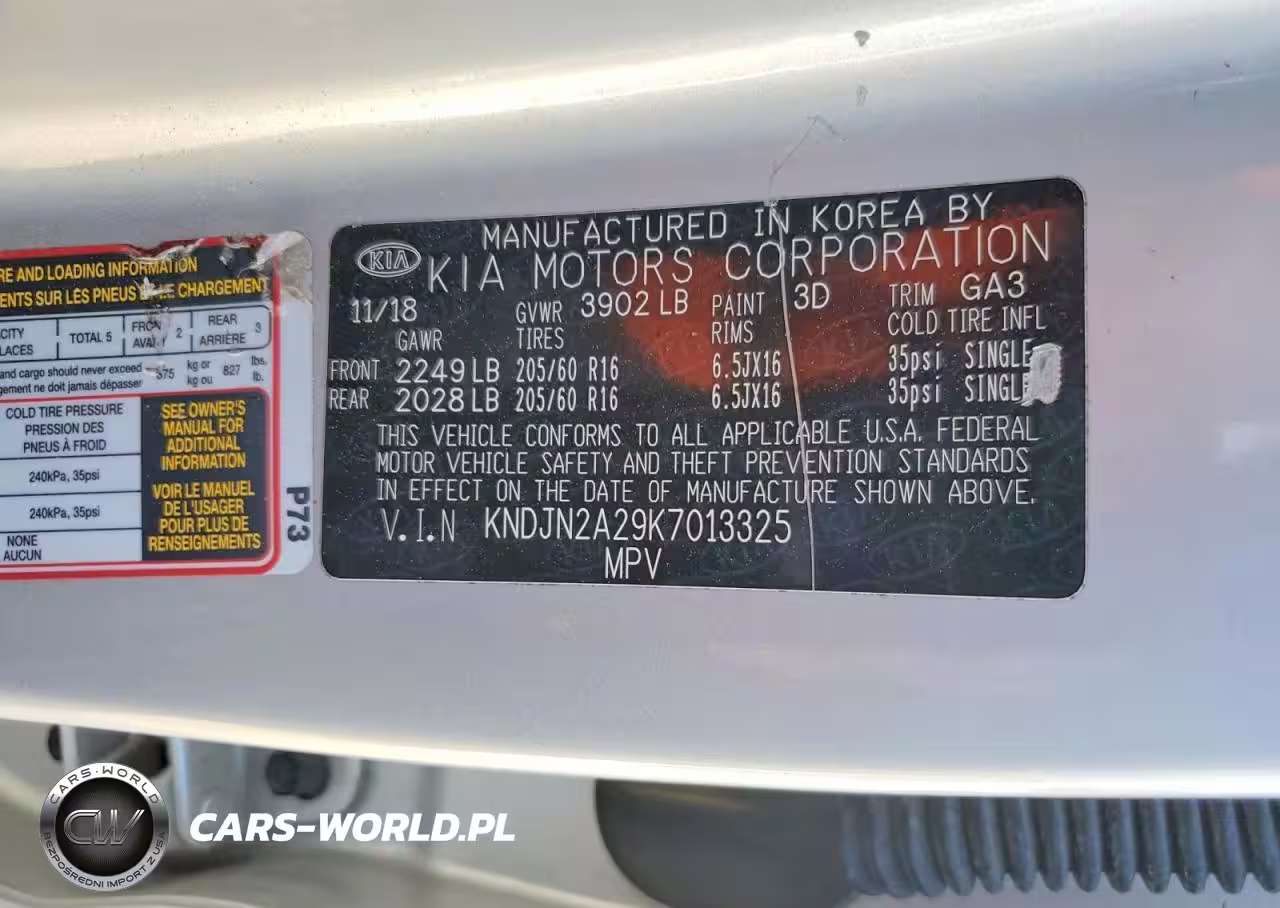 RE AND LOADING INFORMATION
ENTS SUR LES PNEUS LE CHARGEMENT
CITY
LACES
TOTAL 5
FRON 2
AVA
REAR 3
ARRIÈRE
and cargo should never exceed 375 kg or 827 lbs.
gement ne doit jamais dépasser kg ou lb.
COLD TIRE PRESSURE
PRESSION DES
PNEUS À FROID
240kPa, 35psi
240kPa, 35psi
NONE
AUCUN
SEE OWNER'S
MANUAL FOR
ADDITIONAL
INFORMATION
VOIR LE MANUEL
DE L'USAGER
POUR PLUS DE
RENSEIGNEMENTS
P73
MANUFACTURED IN KOREA BY
KIA KIA MOTORS CORPORATION
11/18 GVWR 3902 LB PAINT 3D TRIM GA3
GAWR TIRES RIMS COLD TIRE INFL
FRONT 2249 LB 205/60 R16 6.5JX16 35psi SINGLE
REAR 2028 LB 205/60 R16 6.5JX16 35psi SINGLE
THIS VEHICLE CONFORMS TO ALL APPLICABLE U.S.A. FEDERAL
MOTOR VEHICLE SAFETY AND THEFT PREVENTION STANDARDS
IN EFFECT ON THE DATE OF MANUFACTURE SHOWN ABOVE.
V.I.N KNDJN2A29K7013325
MPV
CARS-WORLD
CW
BEZPOŚREDNI IMPORT Z USA
CARS-WORLD.PL